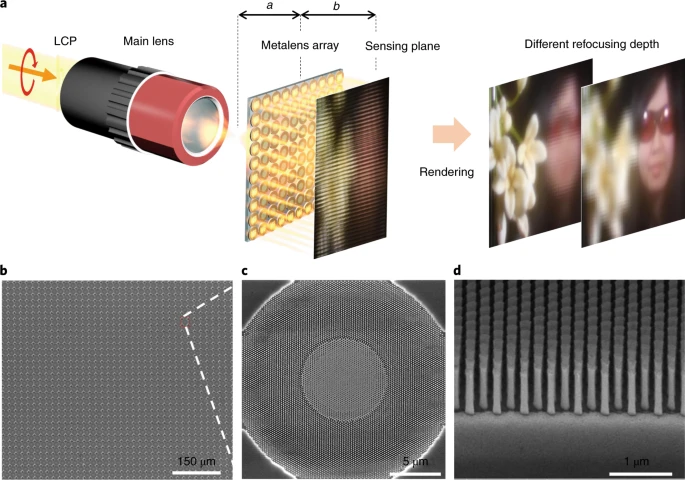 a
a
b
LCP
Main lens
Metalens array
Sensing plane
Different refocusing depth
Rendering
b
c
d
150 μm
5 μm
1 μm